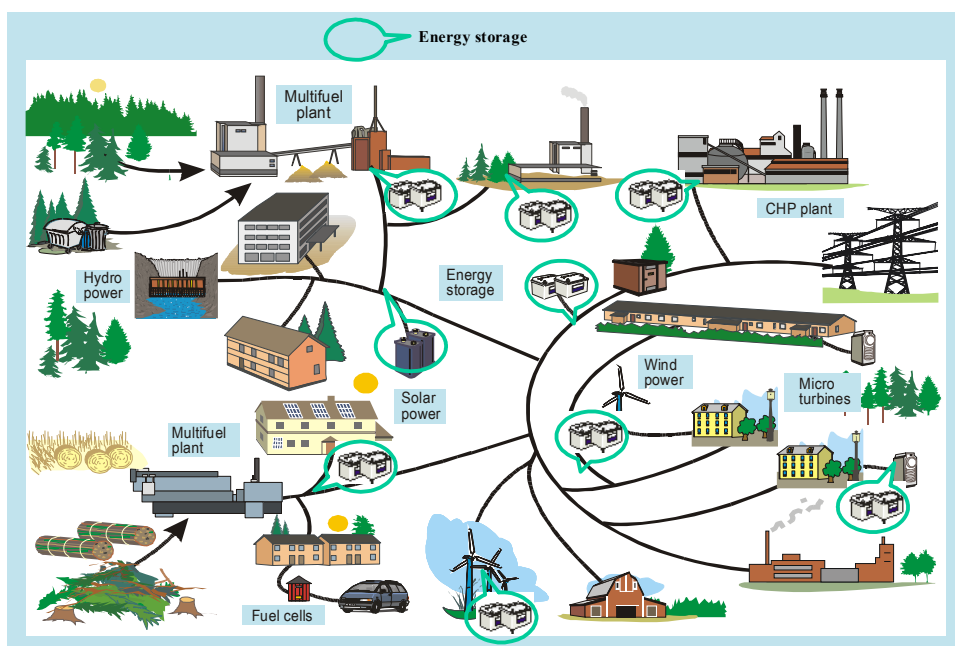 Energy storage
Multifuel
plant
CHP plant
Hydro
power
Energy
storage
Wind
power
Micro
turbines
Solar
power
Multifuel
plant
Fuel cells